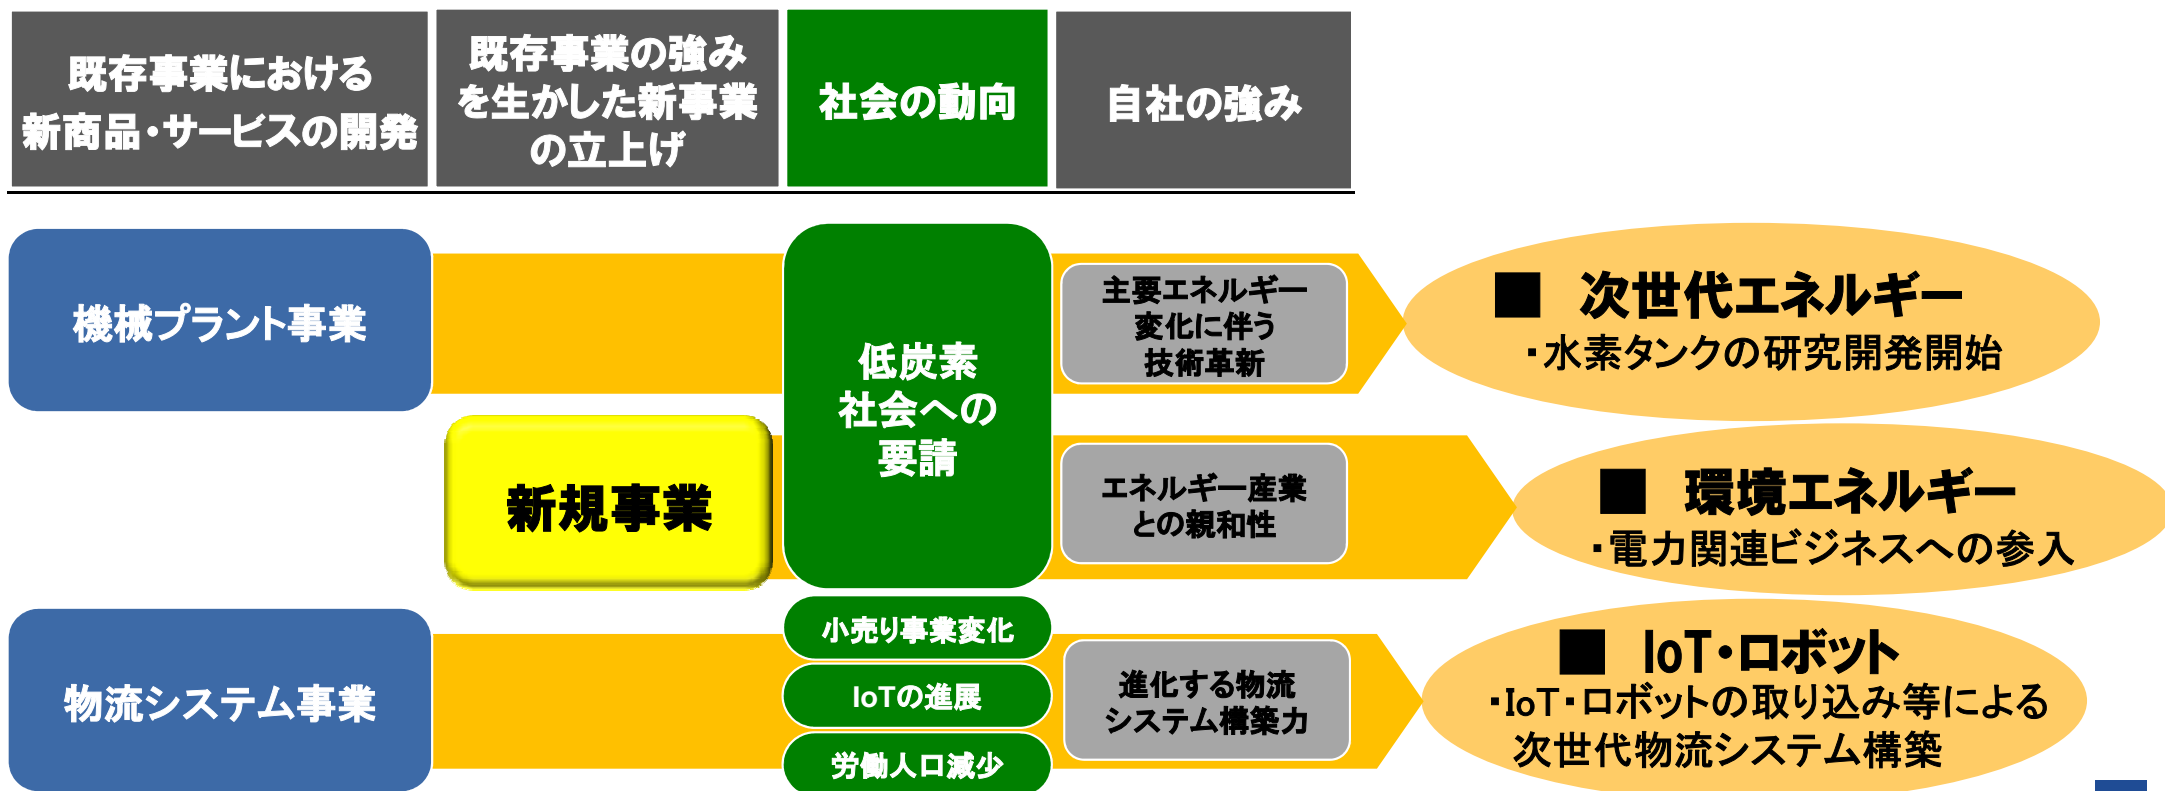 既存事業における
新商品・サービスの開発
既存事業の強み
を生かした新事業
の立上げ
社会の動向
自社の強み
機械プラント事業
低炭素
社会への
要請
主要エネルギー
変化に伴う
技術革新
■ 次世代エネルギー
・水素タンクの研究開発開始
新規事業
エネルギー産業
との親和性
■ 環境エネルギー
・電力関連ビジネスへの参入
物流システム事業
小売り事業変化
IoTの進展
労働人口減少
進化する物流
システム構築力
■ IoT・ロボット
・IoT・ロボットの取り込み等による
次世代物流システム構築